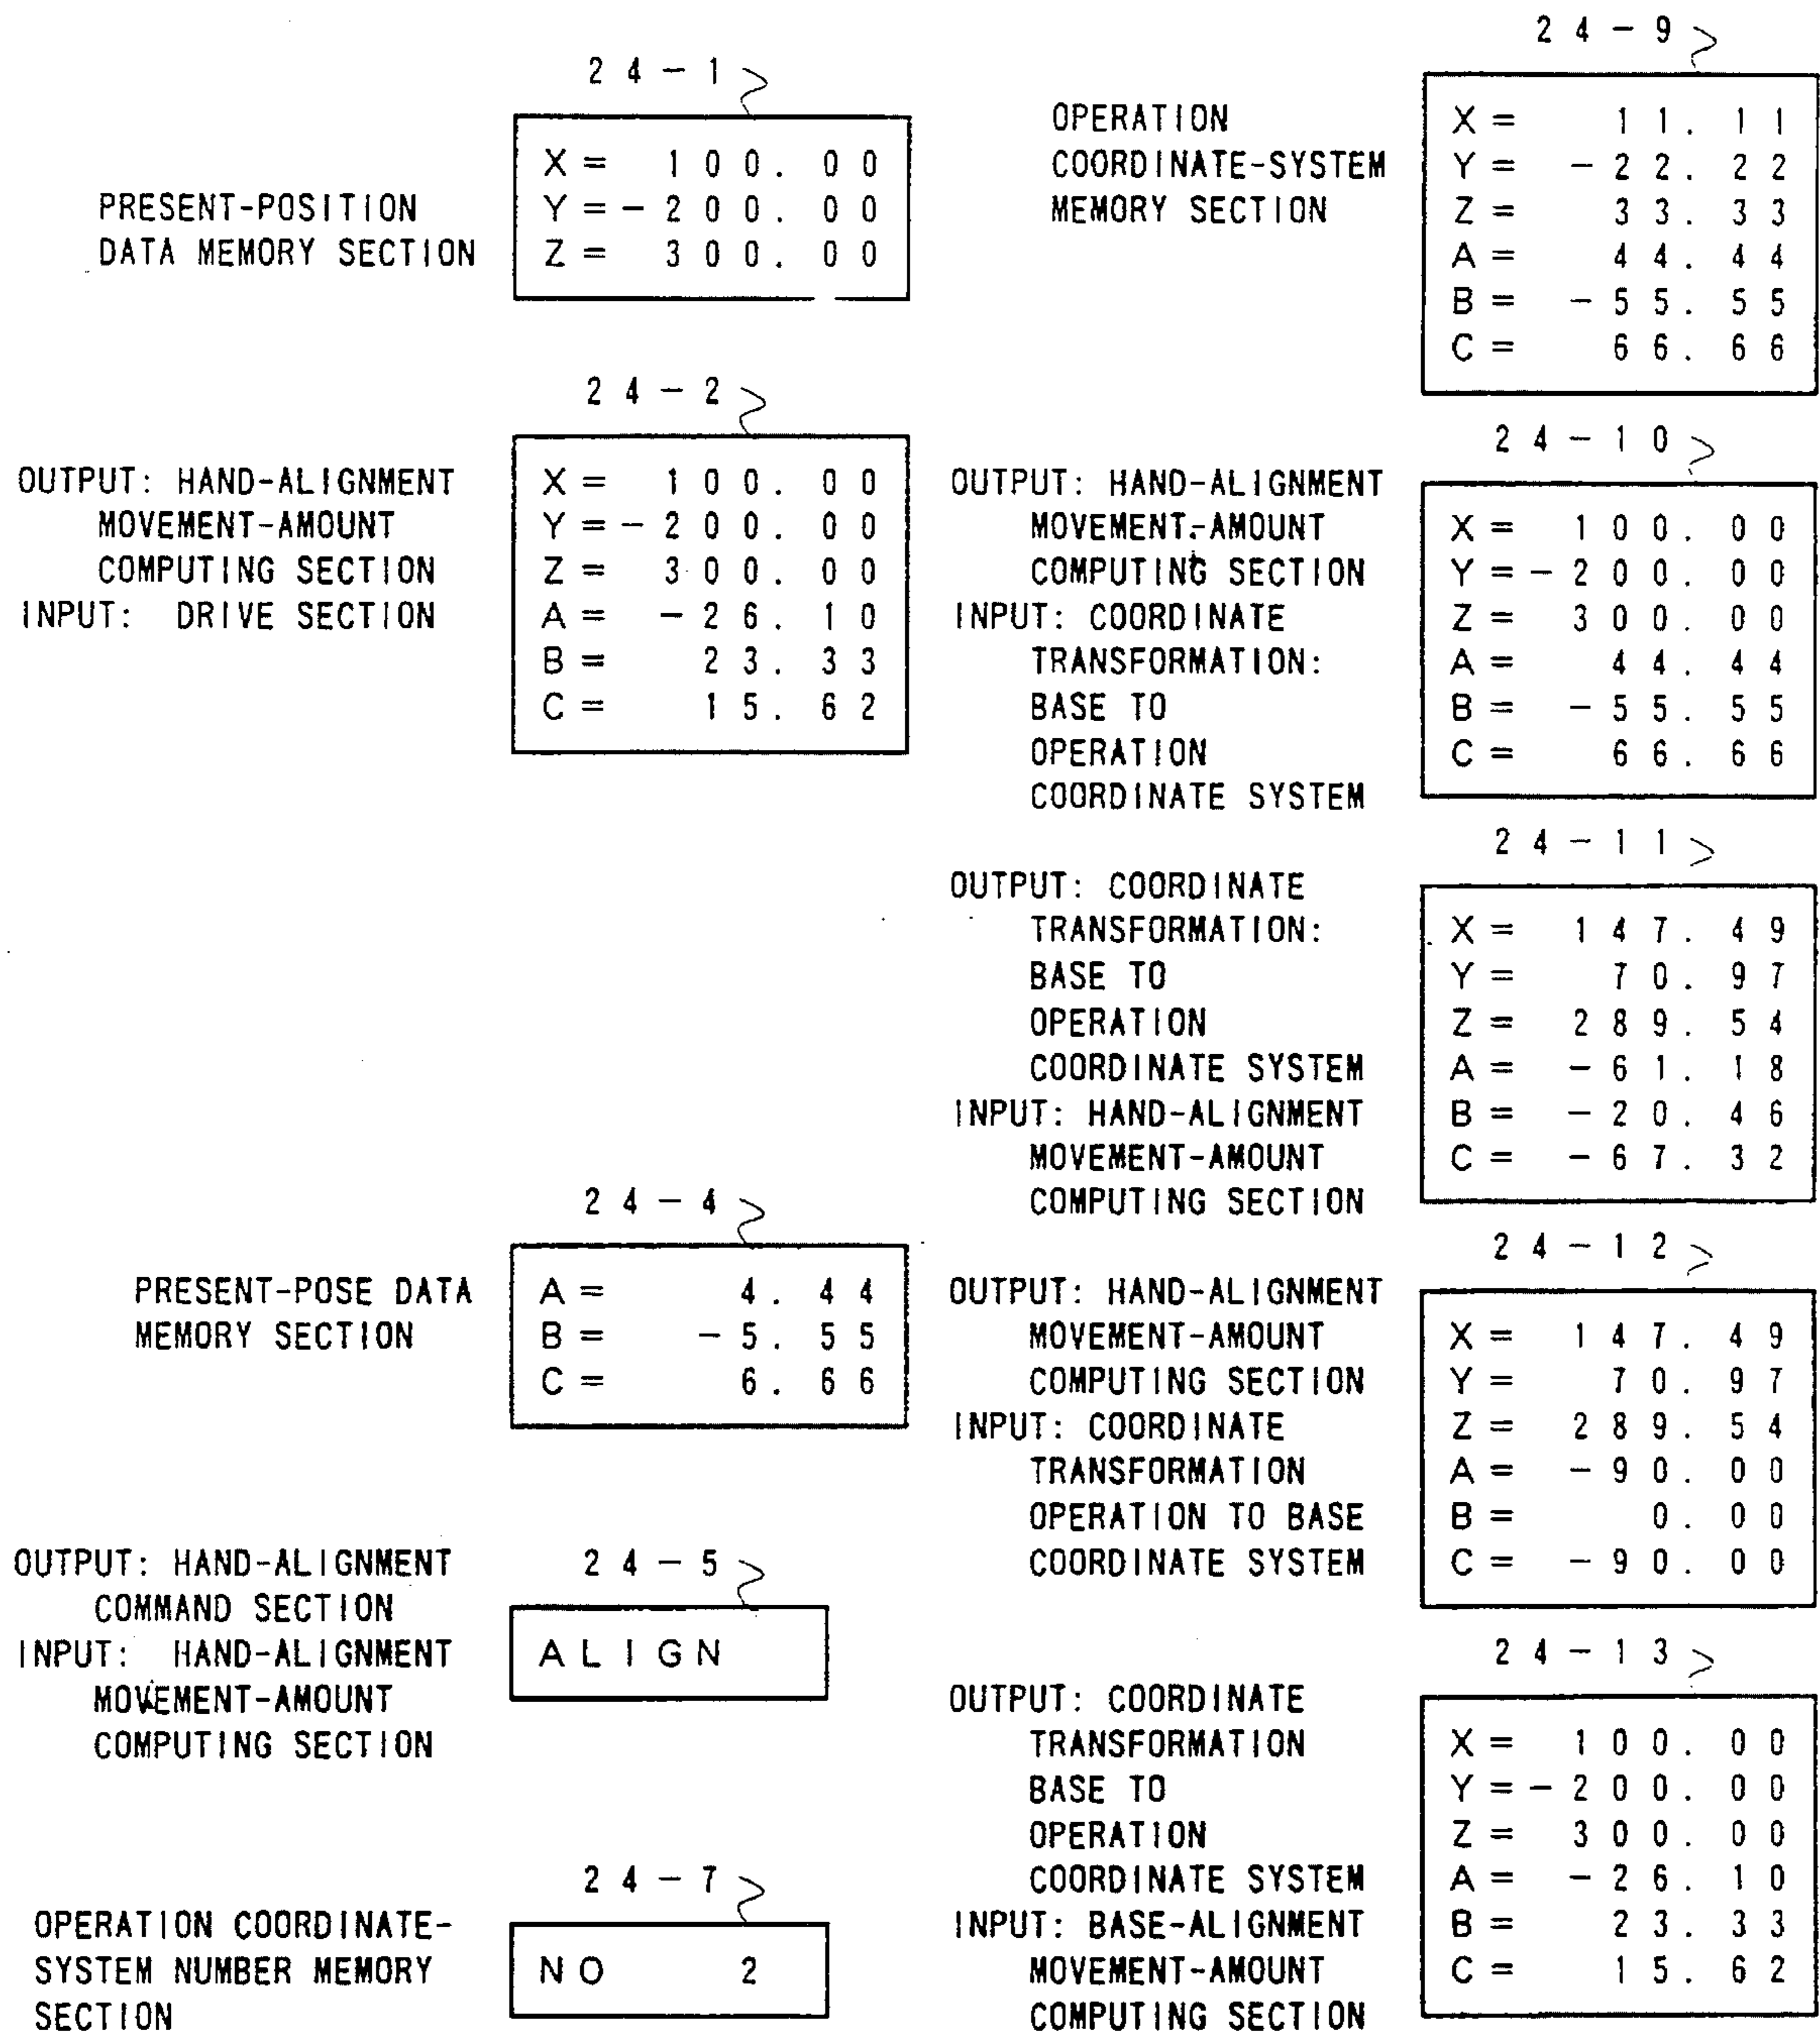 24-1
PRESENT-POSITION
DATA MEMORY SECTION
X = 100.00
Y = -200.00
Z = 300.00
24-2
OUTPUT: HAND-ALIGNMENT
MOVEMENT-AMOUNT
COMPUTING SECTION
INPUT: DRIVE SECTION
X = 100.00
Y = -200.00
Z = 300.00
A = -26.10
B = 23.33
C = 15.62
24-4
PRESENT-POSE DATA
MEMORY SECTION
A = 4.44
B = -5.55
C = 6.66
OUTPUT: HAND-ALIGNMENT
COMMAND SECTION
INPUT: HAND-ALIGNMENT
MOVEMENT-AMOUNT
COMPUTING SECTION
24-5
ALIGN
24-7
OPERATION COORDINATE-
SYSTEM NUMBER MEMORY
SECTION
NO 2
24-9
OPERATION
COORDINATE-SYSTEM
MEMORY SECTION
X = 11.11
Y = -22.22
Z = 33.33
A = 44.44
B = -55.55
C = 66.66
24-10
OUTPUT: HAND-ALIGNMENT
MOVEMENT-AMOUNT
COMPUTING SECTION
INPUT: COORDINATE
TRANSFORMATION:
BASE TO
OPERATION
COORDINATE SYSTEM
X = 100.00
Y = -200.00
Z = 300.00
A = 44.44
B = -55.55
C = 66.66
24-11
OUTPUT: COORDINATE
TRANSFORMATION:
BASE TO
OPERATION
COORDINATE SYSTEM
INPUT: HAND-ALIGNMENT
MOVEMENT-AMOUNT
COMPUTING SECTION
X = 147.49
Y = 70.97
Z = 289.54
A = -61.18
B = -20.46
C = -67.32
24-12
OUTPUT: HAND-ALIGNMENT
MOVEMENT-AMOUNT
COMPUTING SECTION
INPUT: COORDINATE
TRANSFORMATION
OPERATION TO BASE
COORDINATE SYSTEM
X = 147.49
Y = 70.97
Z = 289.54
A = -90.00
B = 0.00
C = -90.00
24-13
OUTPUT: COORDINATE
TRANSFORMATION
BASE TO
OPERATION
COORDINATE SYSTEM
INPUT: BASE-ALIGNMENT
MOVEMENT-AMOUNT
COMPUTING SECTION
X = 100.00
Y = -200.00
Z = 300.00
A = -26.10
B = 23.33
C = 15.62